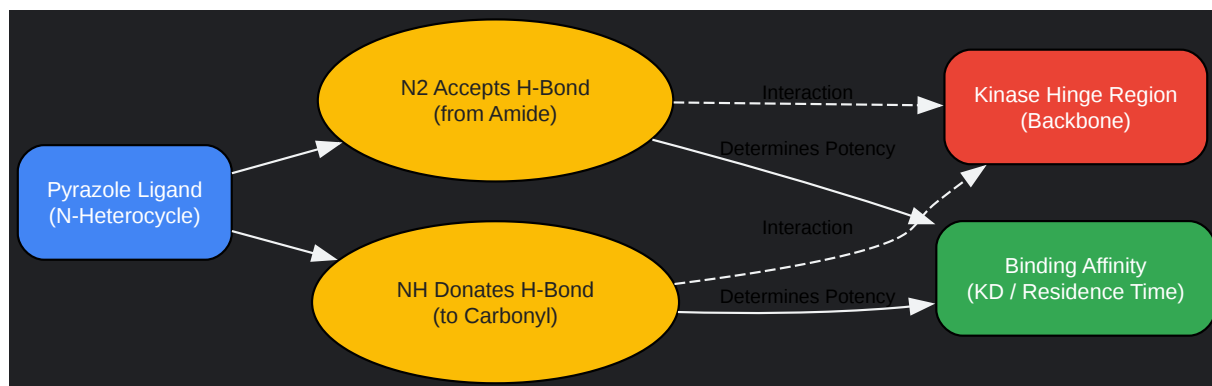 Pyrazole Ligand
(N-Heterocycle)
N2 Accepts H-Bond
(from Amide)
NH Donates H-Bond
(to Carbonyl)
Interaction
Determines Potency
Interaction
Determines Potency
Kinase Hinge Region
(Backbone)
Binding Affinity
(KD / Residence Time)